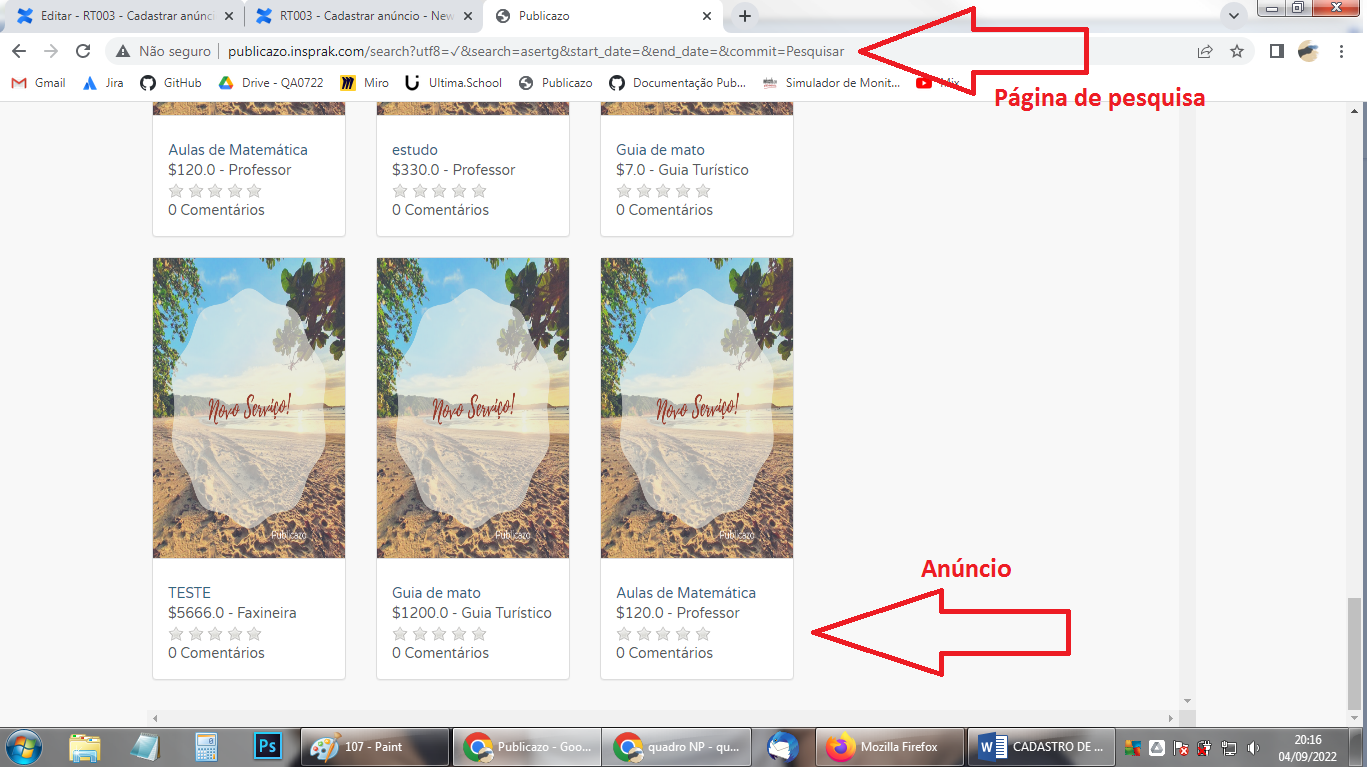 Editar - RT003 - Cadastrar anúnci
RT003 - Cadastrar anúncio - New
Publicazo
Não seguro
publicazo.insprak.com/search?utf8=✓&search=asertg&start_date=&end_date=&commit=Pesquisar
Gmail
Jira
GitHub
Drive - QA0722
Miro
Ultima.School
Publicazo
Documentação Pub...
Simulador de Monit...
Mix
Página de pesquisa
Aulas de Matemática
$120.0 - Professor
0 Comentários
estudo
$330.0 - Professor
0 Comentários
Guia de mato
$7.0 - Guia Turístico
0 Comentários
Novo Serviço!
Publicazo
Novo Serviço!
Publicazo
Novo Serviço!
Publicazo
TESTE
$5666.0 - Faxineira
0 Comentários
Guia de mato
$1200.0 - Guia Turístico
0 Comentários
Aulas de Matemática
$120.0 - Professor
0 Comentários
Anúncio
Ps
107 - Paint
Publicazo - Goo...
quadro NP - qu...
Mozilla Firefox
CADASTRO DE ...
20:16
04/09/2022